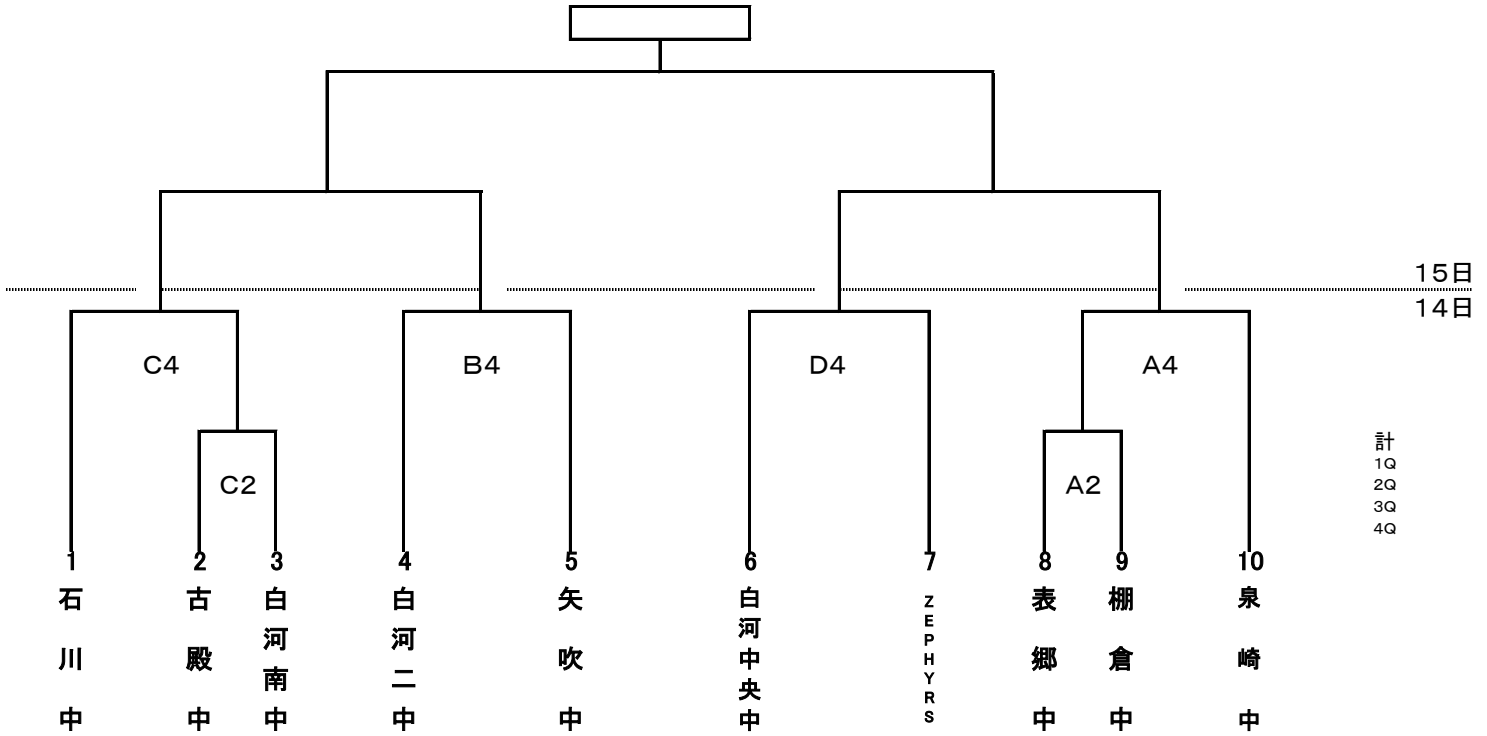 15日
14日
C4
B4
D4
A4
計
1Q
2Q
3Q
4Q
C2
A2
1
2
3
4
5
6
7
8
9
10
石川中
古殿中
白河南中
白河二中
矢吹中
白河中央中
ZEPHYRS
表郷中
棚倉中
泉崎中